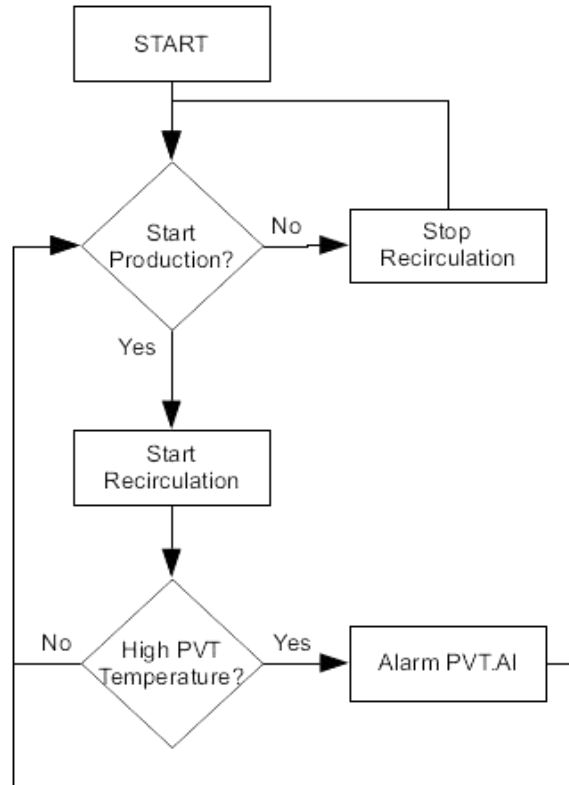 START
Start
Production?
No
Stop
Recirculation
Yes
Start
Recirculation
No
High PVT
Temperature?
Yes
Alarm PVT.AI